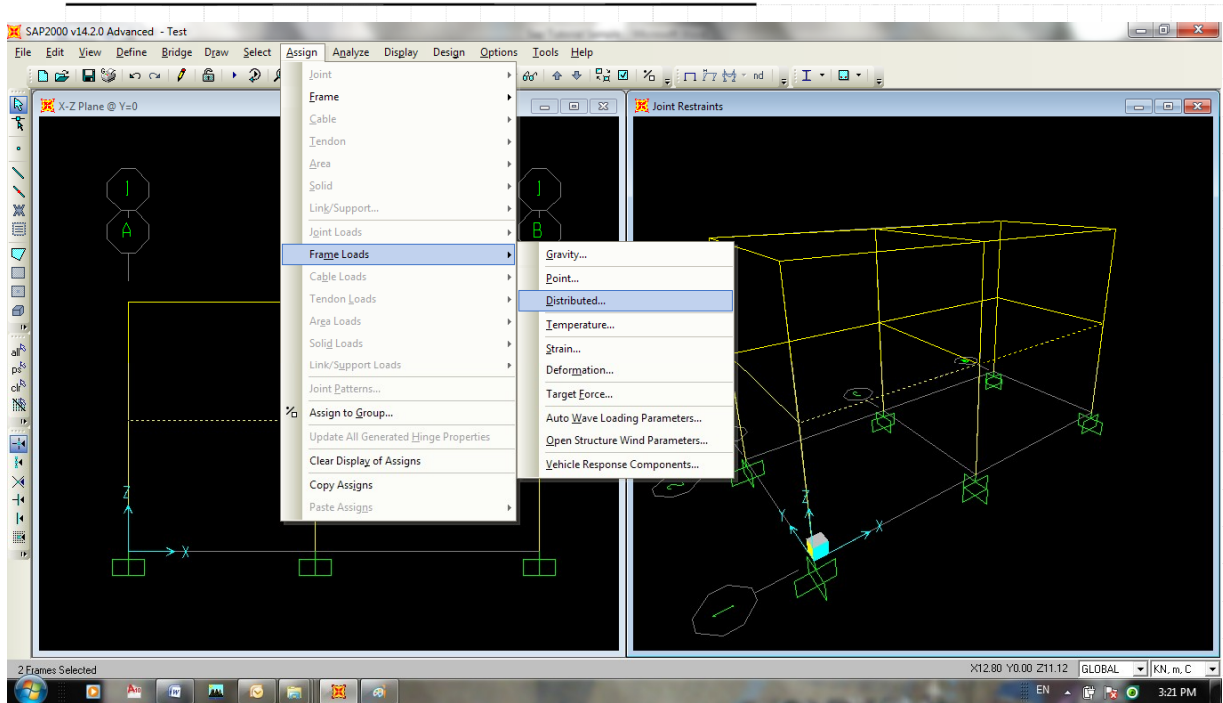 SAP2000 v14.2.0 Advanced - Test
File Edit View Define Bridge Draw Select Assign Analyze Display Design Options Tools Help
nd
X-Z Plane @ Y=0
Joint Restraints
Joint
Frame
Cable
Tendon
Area
Solid
Link/Support...
Joint Loads
Frame Loads
Cable Loads
Tendon Loads
Area Loads
Solid Loads
Link/Support Loads
Joint Patterns...
Assign to Group...
Update All Generated Hinge Properties
Clear Display of Assigns
Copy Assigns
Paste Assigns
Gravity...
Point...
Distributed...
Temperature...
Strain...
Deformation...
Target Force...
Auto Wave Loading Parameters...
Open Structure Wind Parameters...
Vehicle Response Components...
all
ps
clr
A
B
Z
X
Z
Y
X
2 Frames Selected
X12.80 Y0.00 Z11.12 GLOBAL KN, m, C
EN 3:21 PM